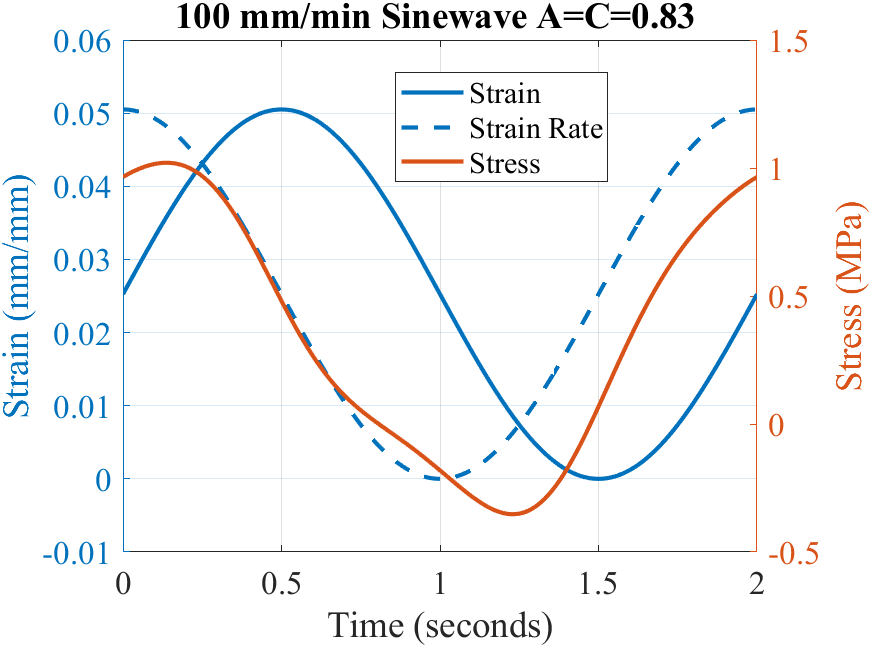 100 mm/min Sinewave A=C=0.83
0.06
0.05
0.04
0.03
0.02
0.01
0
-0.01
Strain (mm/mm)
Strain
Strain Rate
Stress
1.5
1
0.5
0
-0.5
Stress (MPa)
0 0.5 1 1.5 2
Time (seconds)